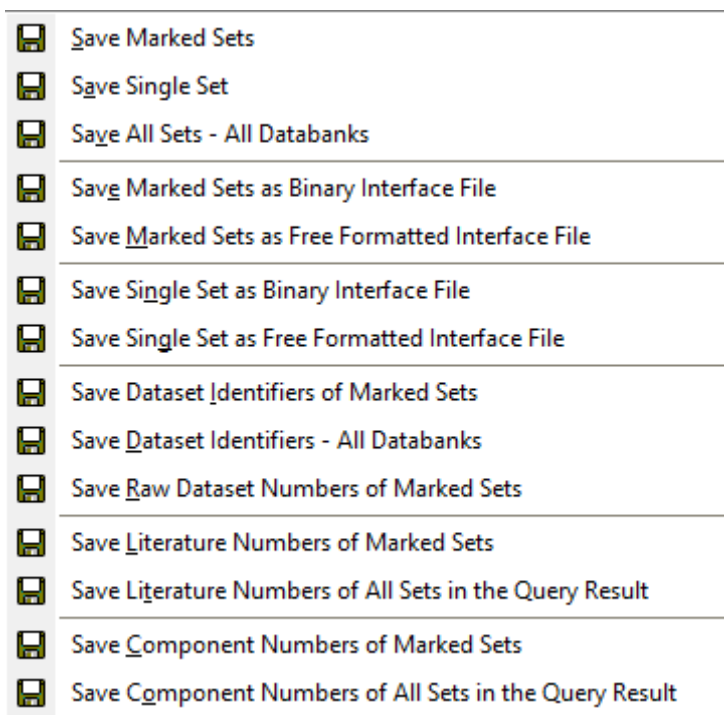 Save Marked Sets
Save Single Set
Save All Sets - All Databanks
Save Marked Sets as Binary Interface File
Save Marked Sets as Free Formatted Interface File
Save Single Set as Binary Interface File
Save Single Set as Free Formatted Interface File
Save Dataset Identifiers of Marked Sets
Save Dataset Identifiers - All Databanks
Save Raw Dataset Numbers of Marked Sets
Save Literature Numbers of Marked Sets
Save Literature Numbers of All Sets in the Query Result
Save Component Numbers of Marked Sets
Save Component Numbers of All Sets in the Query Result